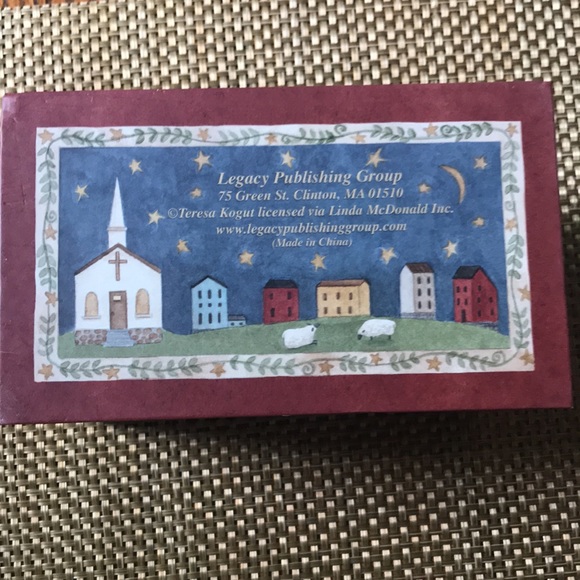 Legacy Publishing Group
75 Green St. Clinton, MA 01510
©Teresa Kogut licensed via Linda McDonald Inc.
www.legacypublishinggroup.com
(Made in China)